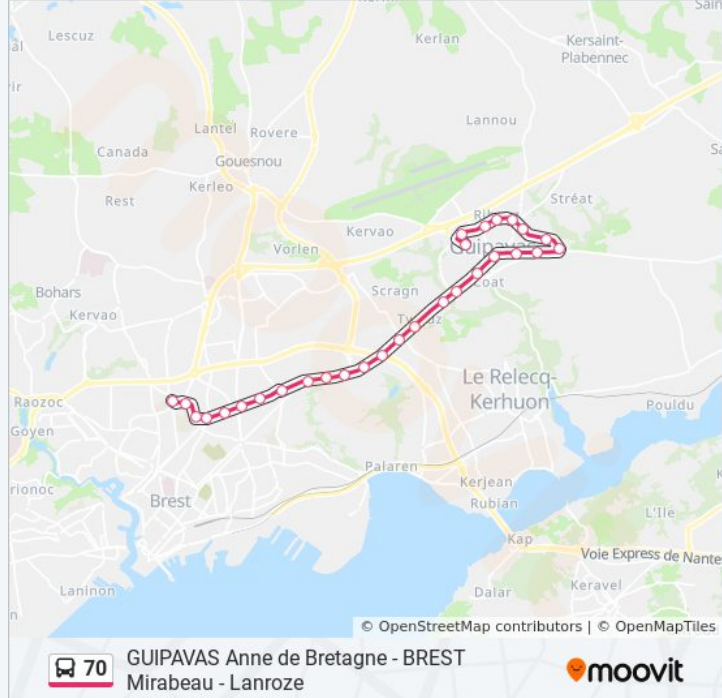 Lescuz
Kerlan
Kersaint-
Plabennec
Lannou
Lantel
Rovere
Canada
Gouesnou
Kerleo
Rest
Stréat
Kervao
Guipavas
Vorlen
Scragn
Bohars
Kervao
Le Relecq-
Kerhuon
Raozoc
Pouldu
Goyen
Palaren
Kerjean
Brest
Rubian
L'Ile
Kap
Voie Express de Nante
Laninon
Dalar
Keravel
© OpenStreetMap contributors | © OpenMapTiles
70
GUIPAVAS Anne de Bretagne - BREST
Mirabeau - Lanroze
moovit